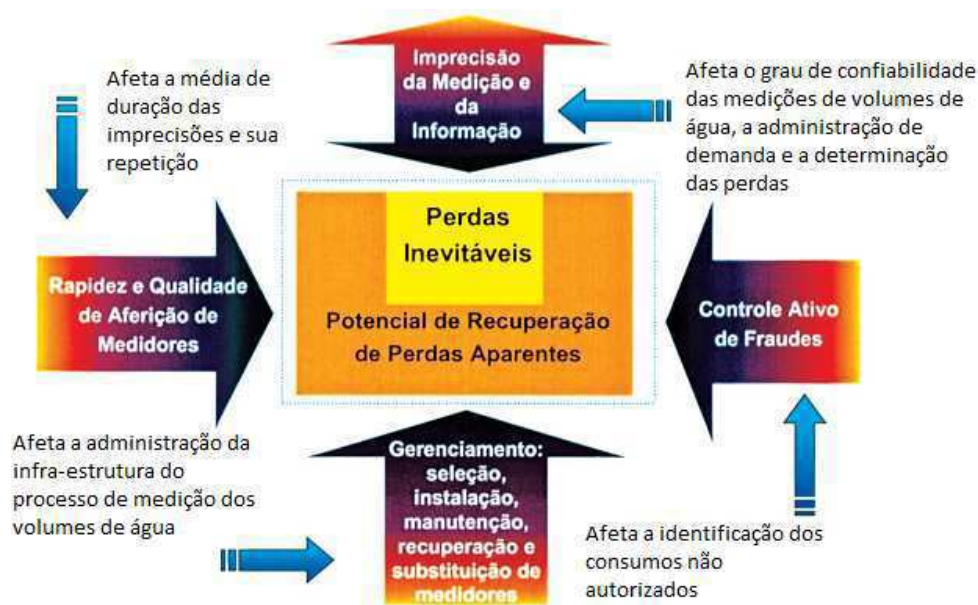 Afeta a média de
duração das
imprecisões e sua
repetição
Imprecisão
da Medição e
da
Informação
Afeta o grau de confiabilidade
das medições de volumes de
água, a administração de
demanda e a determinação
das perdas
Rapidez e Qualidade
de Aferição de
Medidores
Perdas
Inevitáveis
Potencial de Recuperação
de Perdas Aparentes
Controle Ativo
de Fraudes
Afeta a administração da
infra-estrutura do
processo de medição dos
volumes de água
Gerenciamento:
seleção,
instalação,
manutenção,
recuperação e
substituição de
medidores
Afeta a identificação dos
consumos não
autorizados